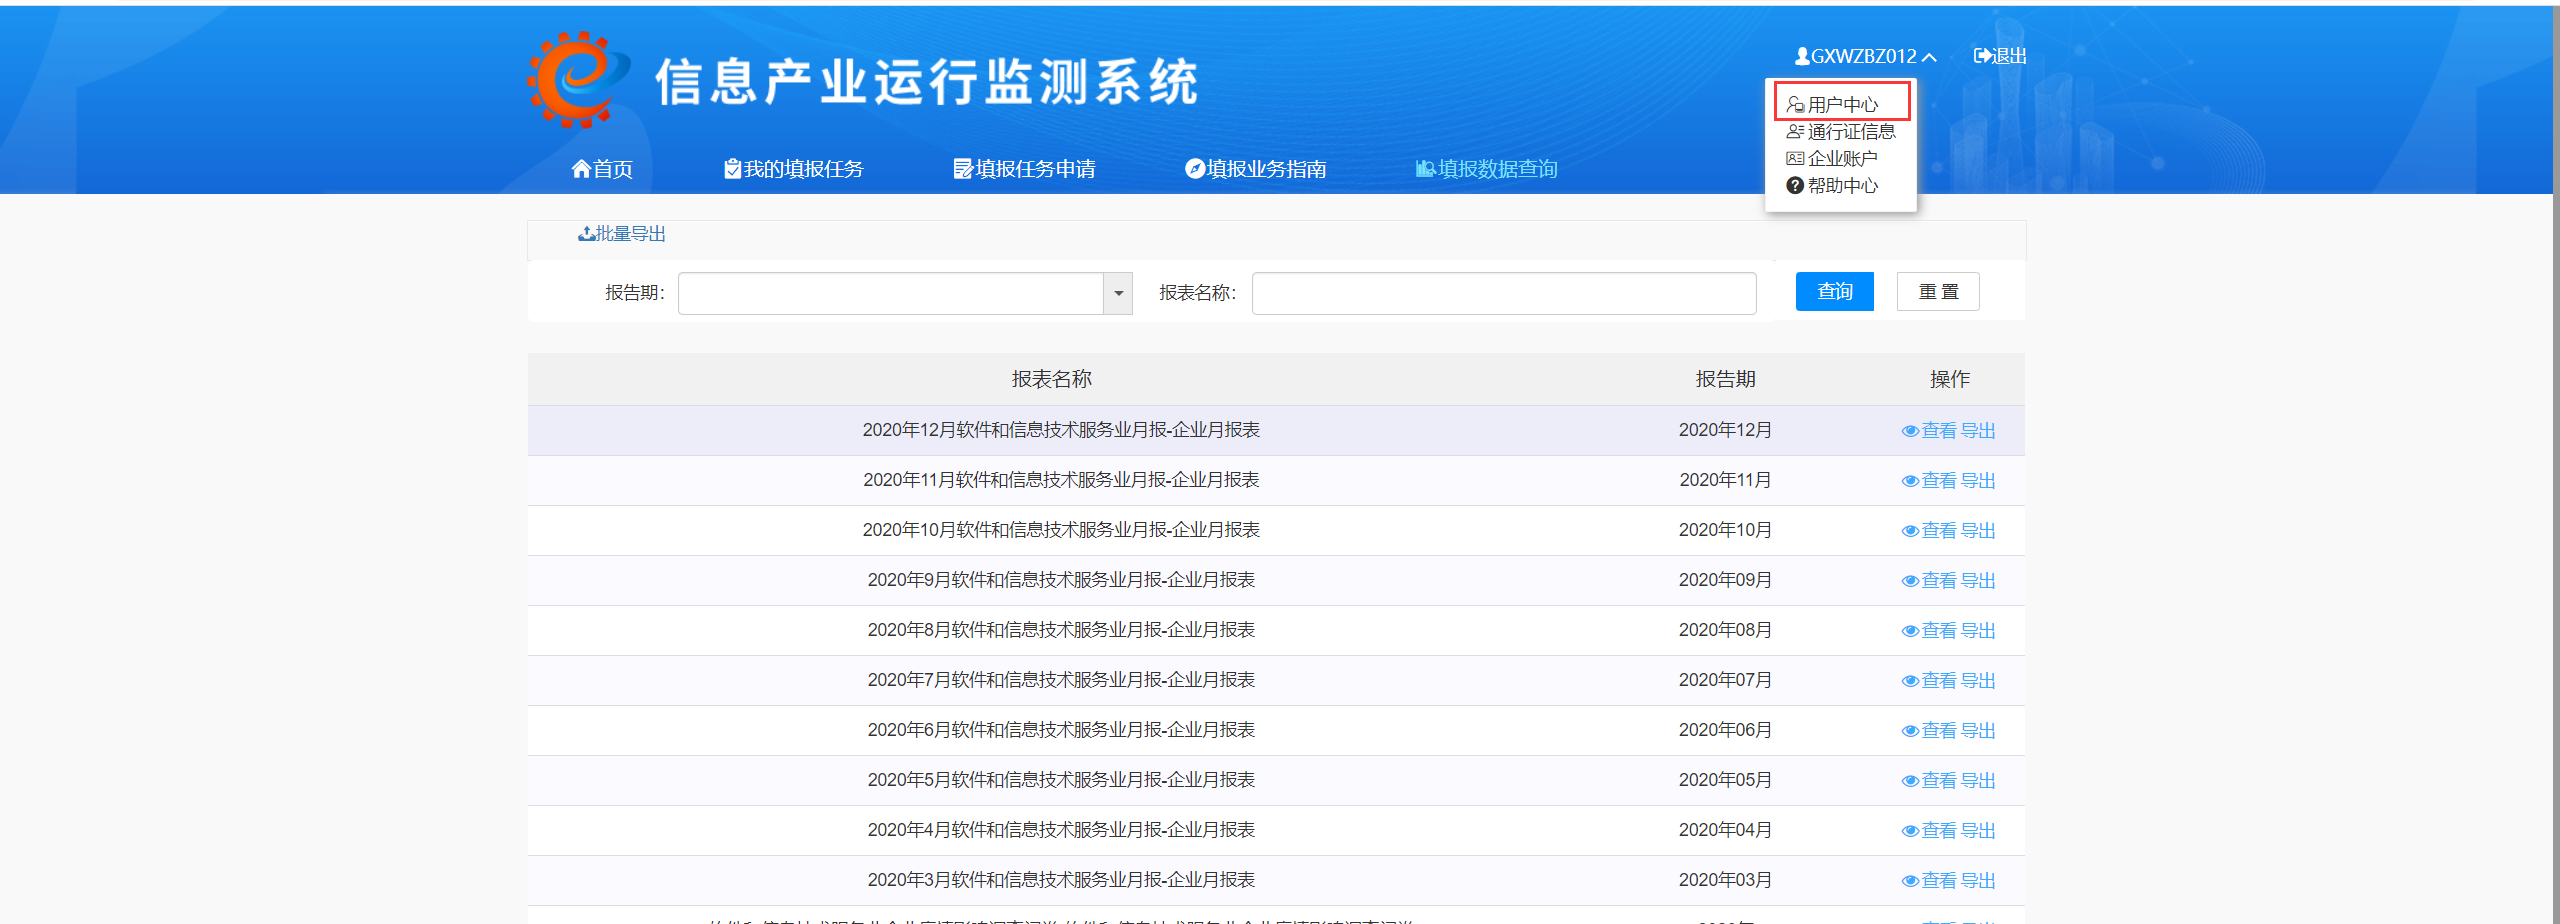 信息产业运行监测系统
GXWZBZ012 退出
用户中心
通行证信息
企业账户
帮助中心
首页 我的填报任务 填报任务申请 填报业务指南 填报数据查询
批量导出
报告期： 报表名称： 查询 重 置
报表名称 报告期 操作
2020年12月软件和信息技术服务业月报-企业月报表 2020年12月 查看 导出
2020年11月软件和信息技术服务业月报-企业月报表 2020年11月 查看 导出
2020年10月软件和信息技术服务业月报-企业月报表 2020年10月 查看 导出
2020年9月软件和信息技术服务业月报-企业月报表 2020年09月 查看 导出
2020年8月软件和信息技术服务业月报-企业月报表 2020年08月 查看 导出
2020年7月软件和信息技术服务业月报-企业月报表 2020年07月 查看 导出
2020年6月软件和信息技术服务业月报-企业月报表 2020年06月 查看 导出
2020年5月软件和信息技术服务业月报-企业月报表 2020年05月 查看 导出
2020年4月软件和信息技术服务业月报-企业月报表 2020年04月 查看 导出
2020年3月软件和信息技术服务业月报-企业月报表 2020年03月 查看 导出